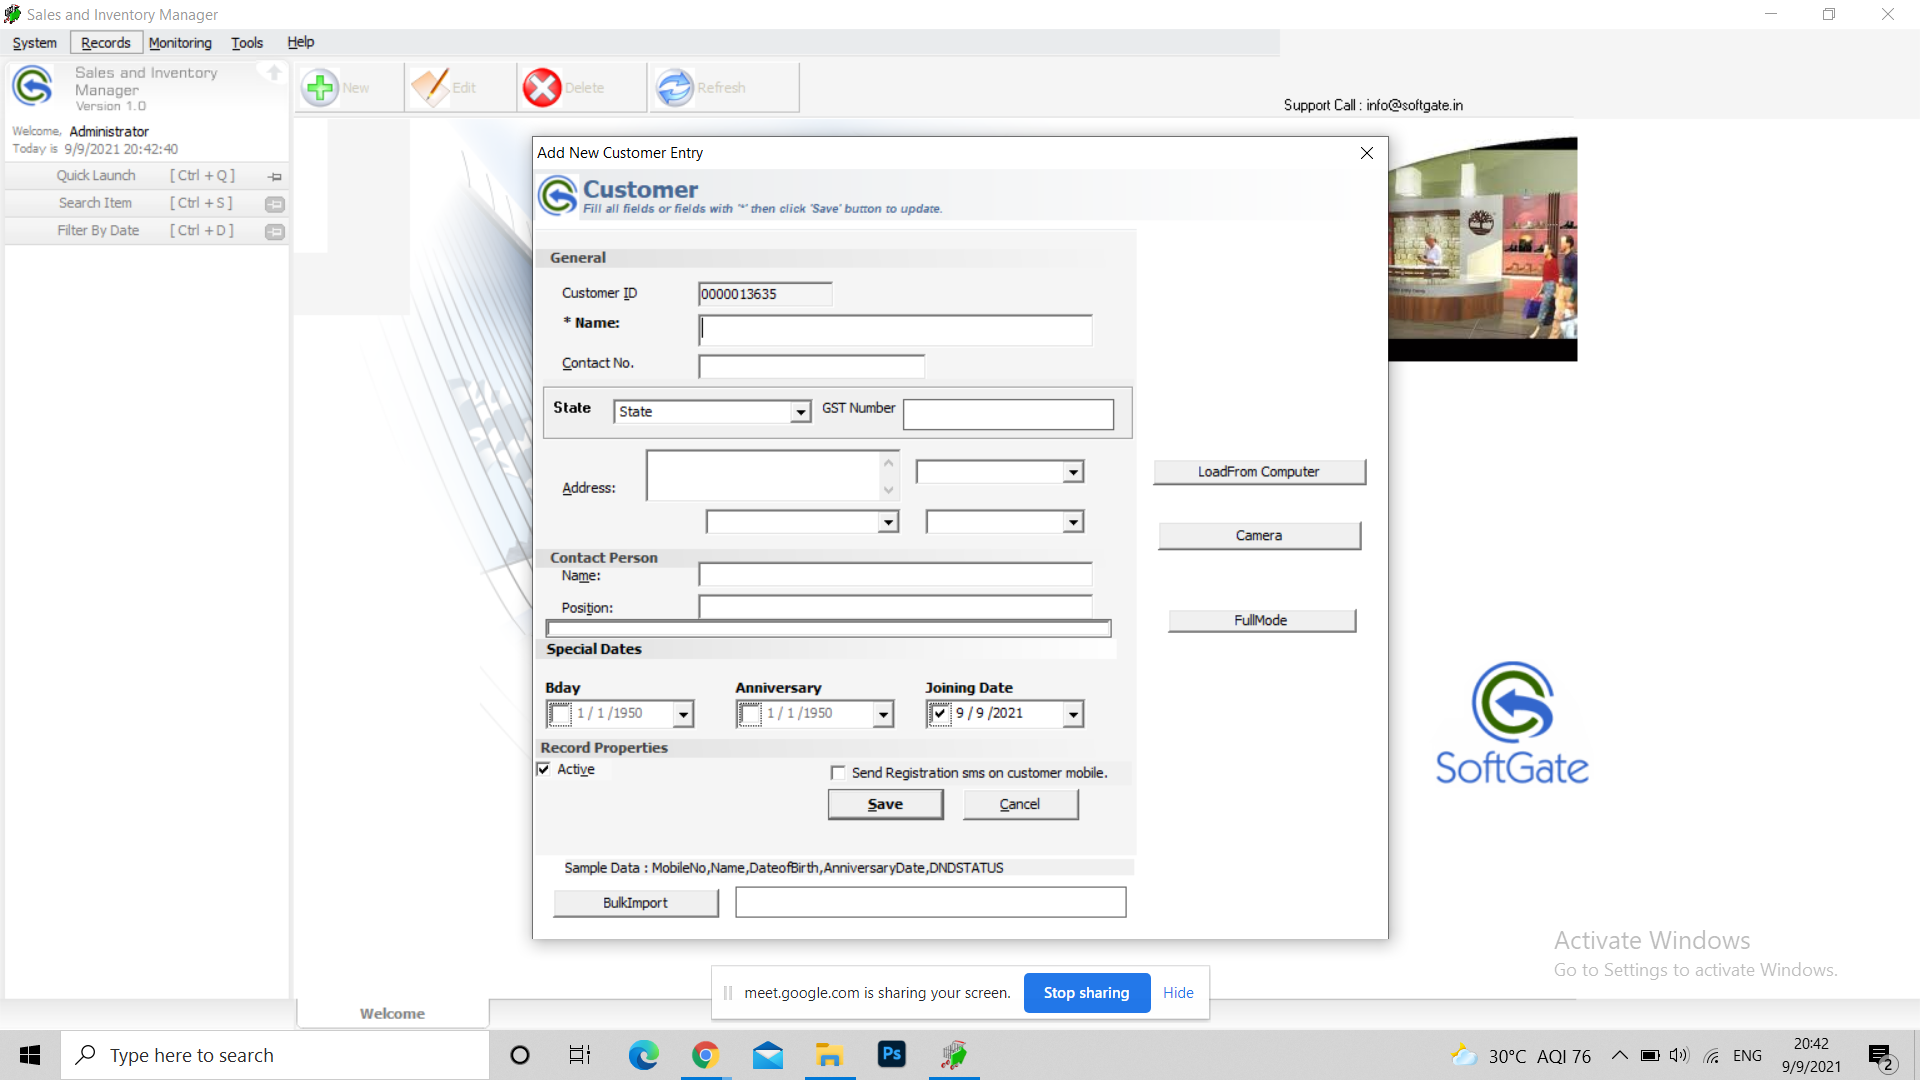 Sales and Inventory Manager
System Records Monitoring Tools Help
Sales and Inventory
Manager
Version 1.0
Welcome, Administrator
Today is 9/9/2021 20:42:40
Quick Launch [ Ctrl + Q ]
Search Item [ Ctrl + S ]
Filter By Date [ Ctrl + D ]
New Edit Delete Refresh
Support Call : info@softgate.in
Add New Customer Entry
Customer
Fill all fields or fields with '*' then click 'Save' button to update.
General
Customer ID 0000013635
* Name:
Contact No.
State State GST Number
Address:
Contact Person
Name:
Position:
Special Dates
Bday Anniversary Joining Date
1 / 1 /1950 1 / 1 /1950 9 / 9 /2021
Record Properties
Active
Send Registration sms on customer mobile.
Save Cancel
Sample Data : MobileNo,Name,DateofBirth,AnniversaryDate,DNDSTATUS
BulkImport
LoadFrom Computer
Camera
FullMode
SoftGate
Activate Windows
Go to Settings to activate Windows.
meet.google.com is sharing your screen. Stop sharing Hide
Welcome
Type here to search
Ps
30°C AQI 76
ENG
20:42
9/9/2021
2